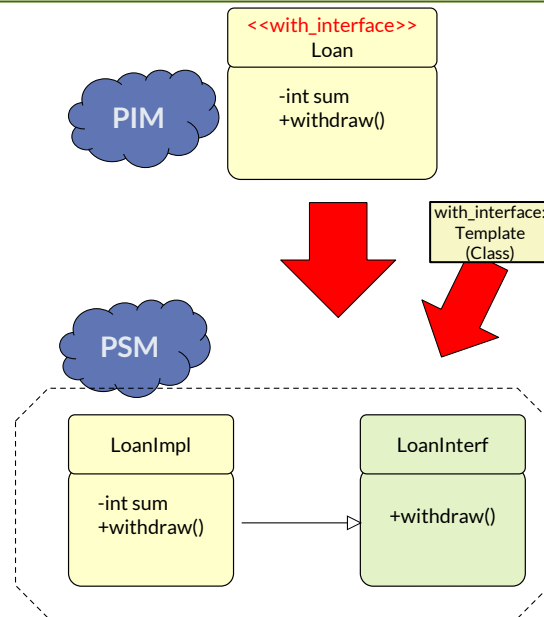 <<with_interface>>
Loan
-int sum
+withdraw()
PIM
with_interface:
Template
(Class)
PSM
LoanImpl
-int sum
+withdraw()
LoanInterf
+withdraw()